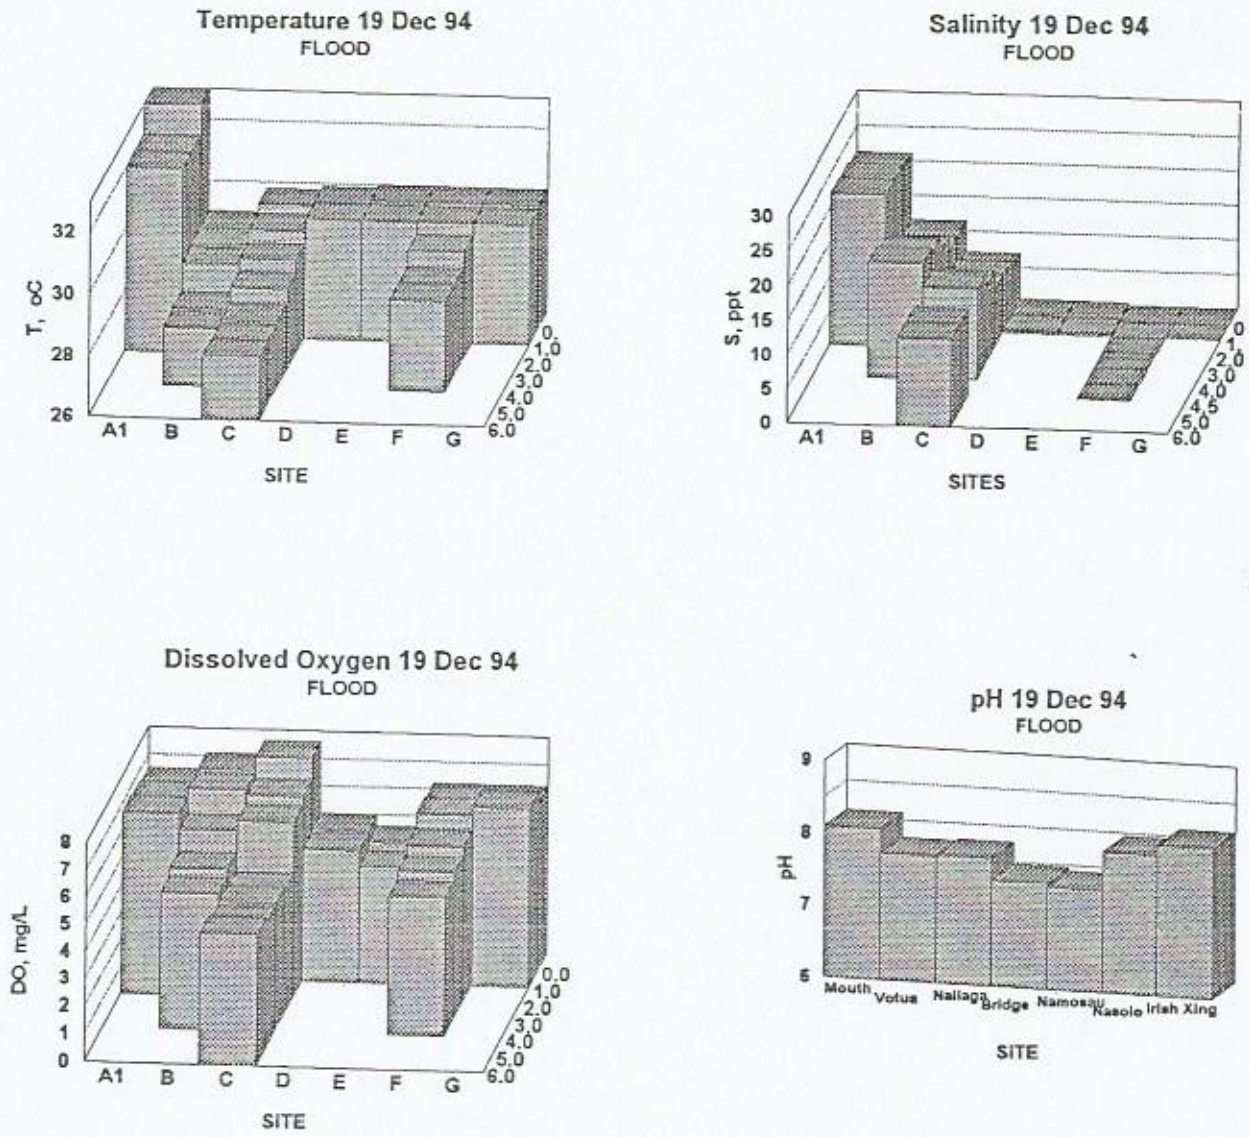 Temperature 19 Dec 94
FLOOD
T, oC
32
30
28
26
A1 B C D E F G
0.
1,0
2,0
3,0
4,0
5,0
6.0
SITE
Salinity 19 Dec 94
FLOOD
S, ppt
30
25
20
15
10
5
0
A1 B C D E F G
0.
1.
2.0
3,0
4,0
4,5
5,0
6.0
SITES
Dissolved Oxygen 19 Dec 94
FLOOD
DO, mg/L
8
7
6
5
4
3
2
1
0
A1 B C D E F G
0.0
1,0
2,0
3,0
4,0
5,0
6.0
SITE
pH 19 Dec 94
FLOOD
pH
9
8
7
6
Mouth Votua Nailaga Bridge Namosau Nasolo Irish Xing
SITE